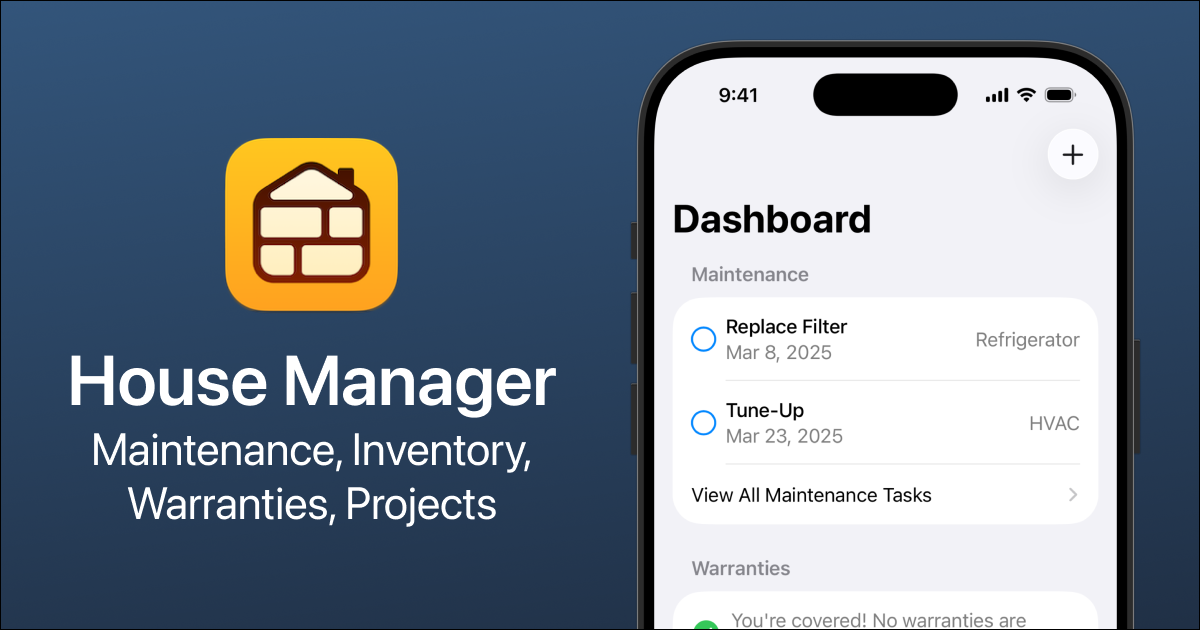 House Manager
Maintenance, Inventory,
Warranties, Projects
9:41
Dashboard
Maintenance
Replace Filter
Mar 8, 2025
Refrigerator
Tune-Up
Mar 23, 2025
HVAC
View All Maintenance Tasks
Warranties
You're covered! No warranties are